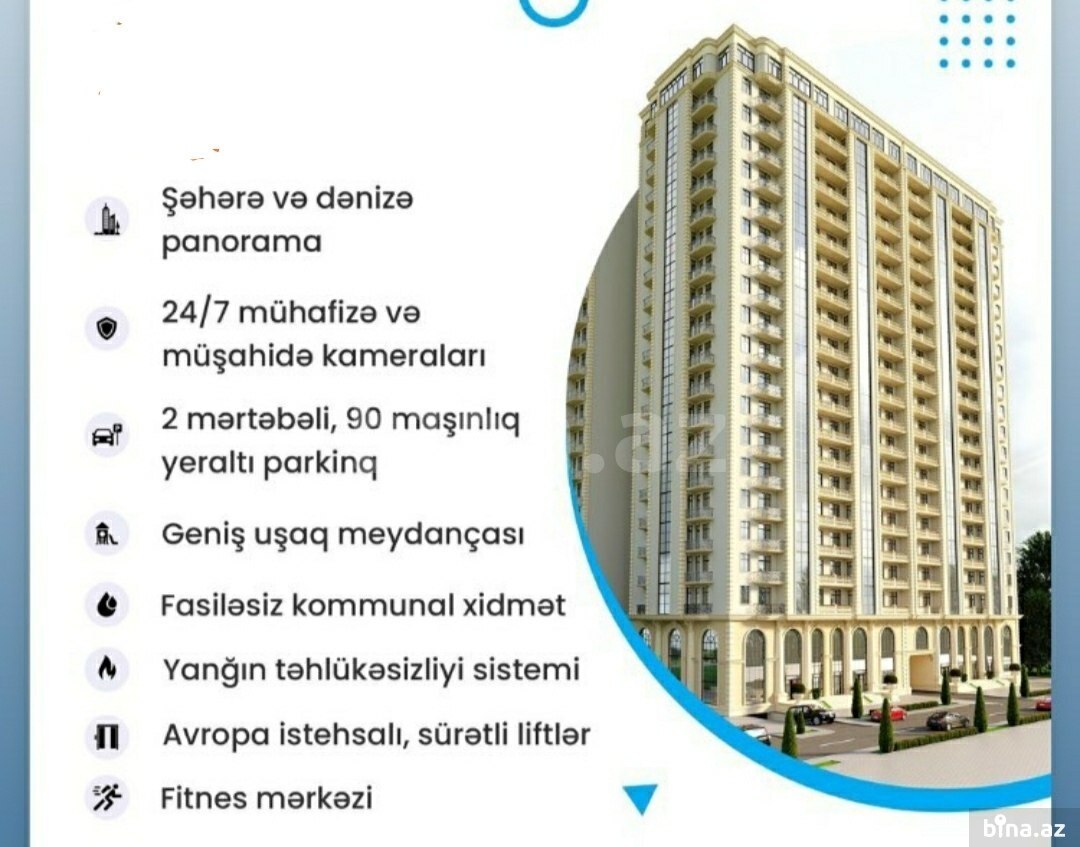 Şəhərə və dənizə
panorama
24/7 mühafizə və
müşahidə kameraları
2 mərtəbəli, 90 maşınlıq
yeraltı parkinq
Geniş uşaq meydançası
Fasiləsiz kommunal xidmət
Yanğın təhlükəsizliyi sistemi
Avropa istehsalı, sürətli liftlər
Fitnes mərkəzi
.az
bina.az